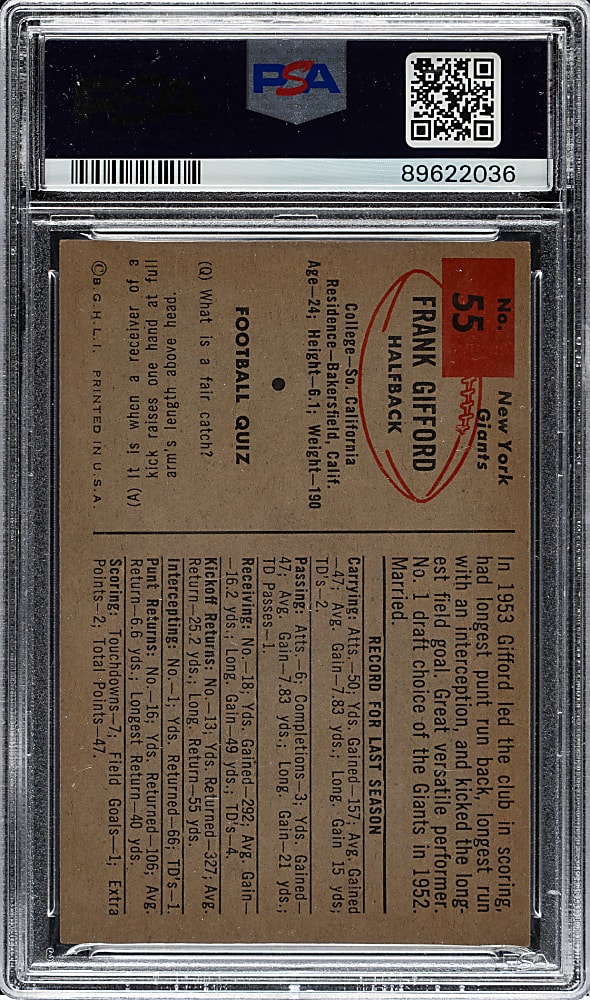 PSA
89622036
No.
55
New York
Giants
FRANK GIFFORD
HALFBACK
College—So. California
Residence—Bakersfield, Calif.
Age—24; Height—6.1; Weight—190
FOOTBALL QUIZ
(Q) What is a fair catch?
(A) It is when a receiver of a
kick raises one hand at full
arm's length above head.
©B.G.H.L.I. PRINTED IN U.S.A.
In 1953 Gifford led the club in scoring,
had longest punt run back, longest run
with an interception, and kicked the long-
est field goal. Great versatile performer.
No. 1 draft choice of the Giants in 1952.
Married.
RECORD FOR LAST SEASON
Carrying: Atts.—50; Yds. Gained—157; Avg. Gained
—47; Avg. Gain—7.83 yds.; Long. Gain 15 yds;
TD's—2.
Passing: Atts.—6; Completions—3; Yds. Gained—
47; Avg. Gain—7.83 yds.; Long. Gain—21 yds.;
TD Passes—1.
Receiving: No.—18; Yds. Gained—292; Avg. Gain—
—16.2 yds.; Long. Gain—49 yds.; TD's—4.
Kickoff Returns: No.—13; Yds. Returned—327; Avg.
Return—25.2 yds.; Long. Return—55 yds.
Intercepting: No.—1; Yds. Returned—66; TD's—1.
Punt Returns: No.—16; Yds. Returned—106; Avg.
Return—6.6 yds.; Longest Return—40 yds.
Scoring: Touchdowns—7; Field Goals—1; Extra
Points—2; Total Points—47
PSA